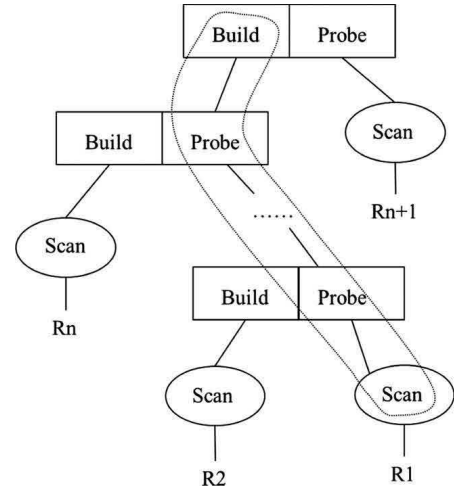 Build Probe
Build Probe Scan
Rn+1
Scan
......
Rn
Build Probe
Scan Scan
R2 R1